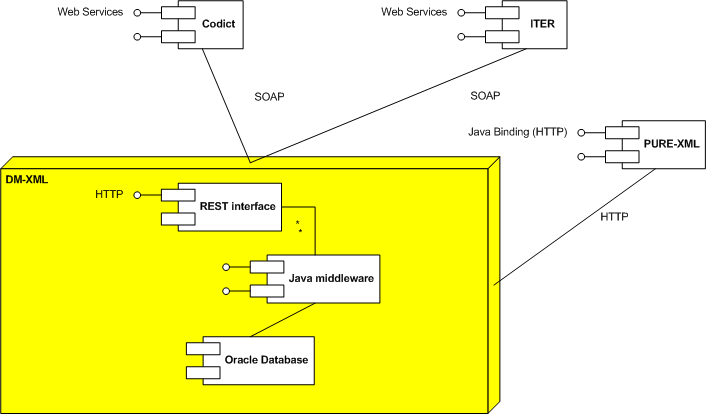 Web Services
Codict
Web Services
ITER
SOAP
SOAP
Java Binding (HTTP)
PURE-XML
DM-XML
HTTP
REST interface
HTTP
*
*
Java middleware
Oracle Database